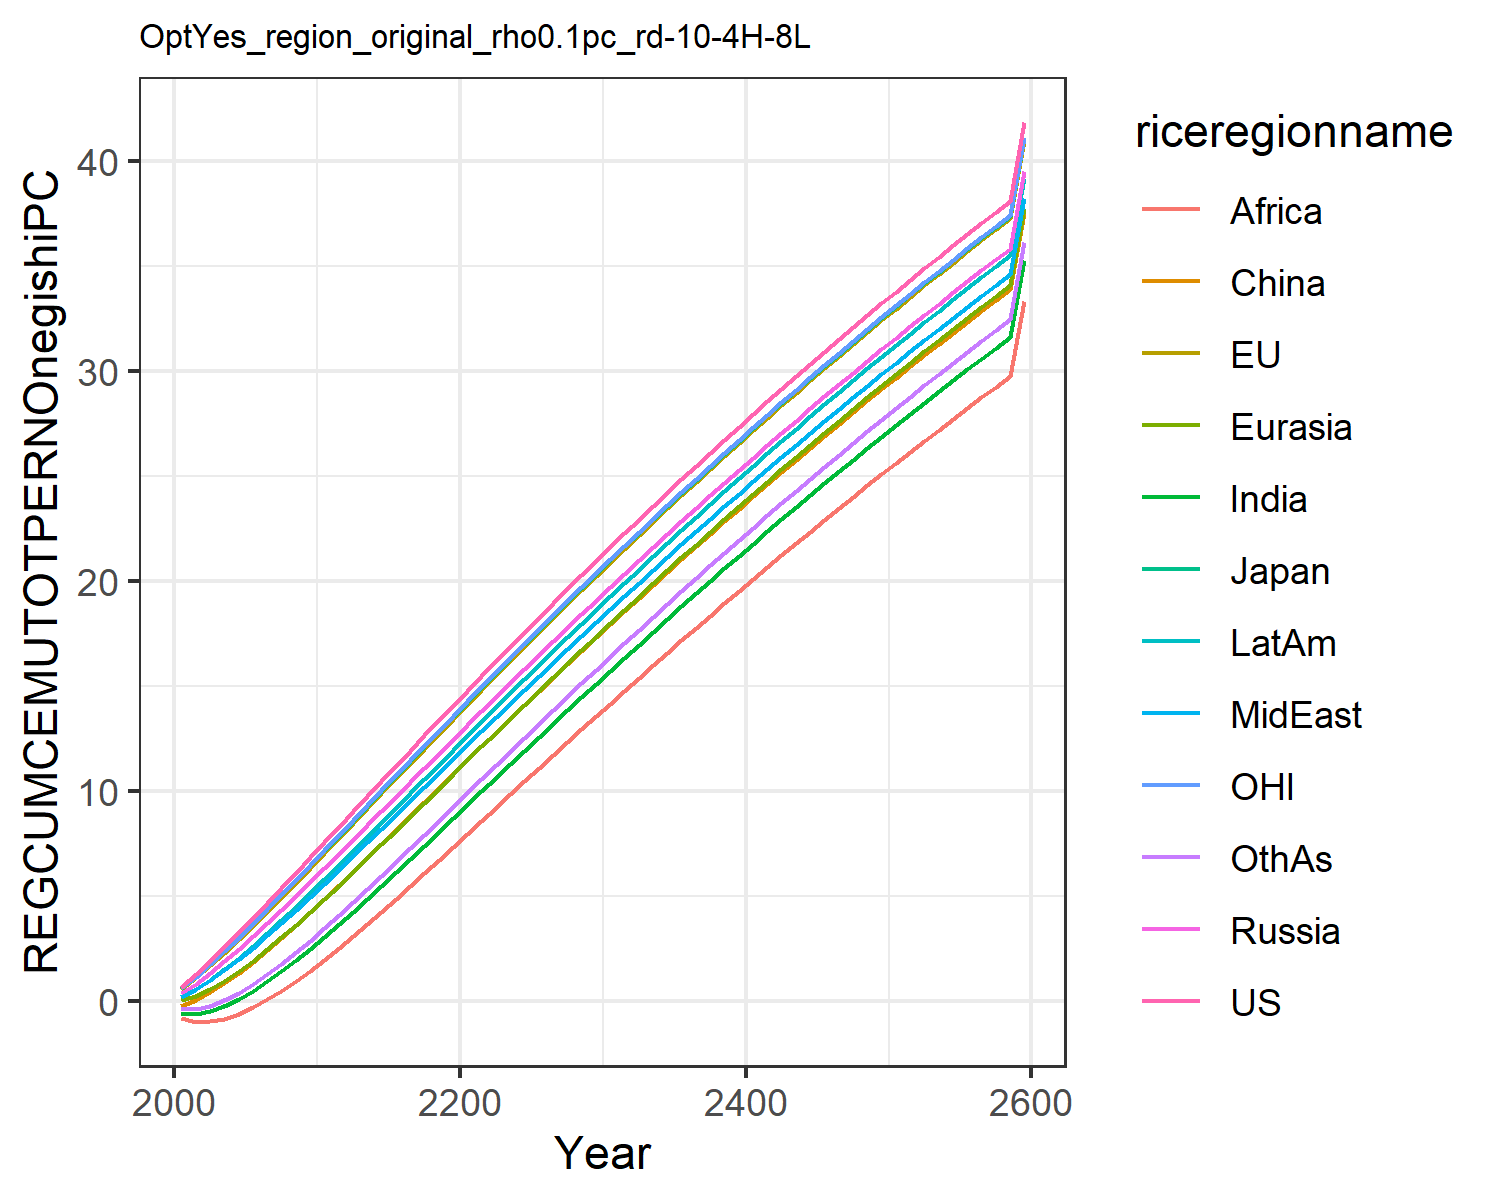 OptYes_region_original_rho0.1pc_rd-10-4H-8L
REGCUMCEMUTOTPERNOnegishiPC
40
30
20
10
0
2000
2200
2400
2600
Year
riceregionname
Africa
China
EU
Eurasia
India
Japan
LatAm
MidEast
OHI
OthAs
Russia
US